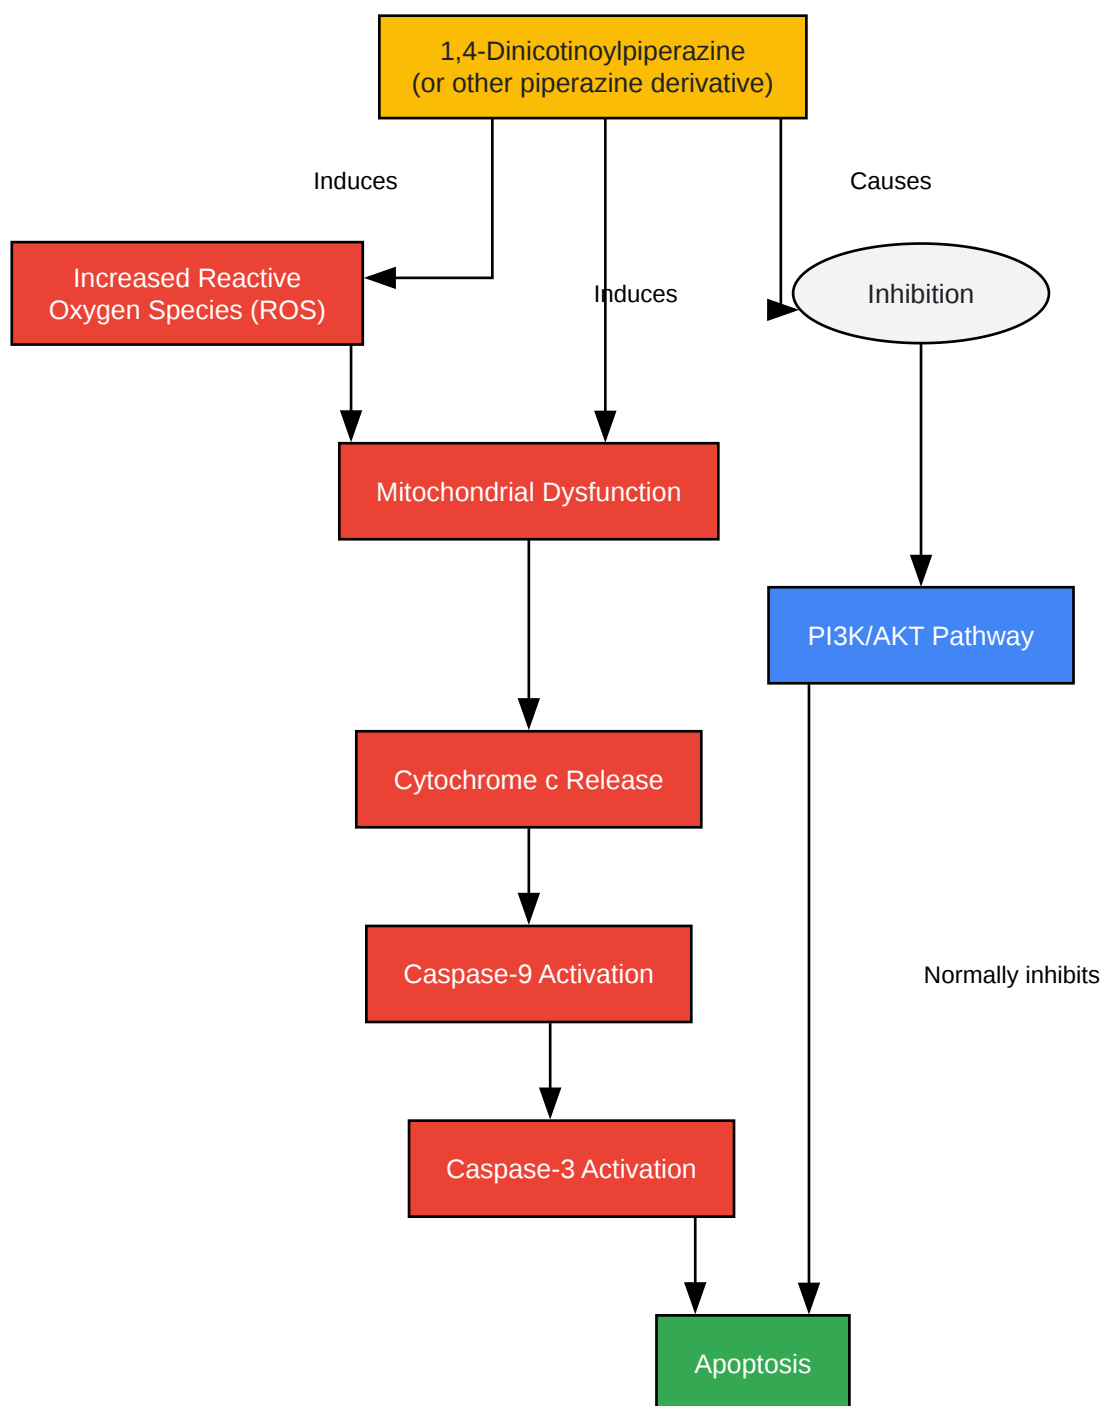 1,4-Dinicotinoylpiperazine
(or other piperazine derivative)
Induces
Causes
Increased Reactive
Oxygen Species (ROS)
Induces
Inhibition
Mitochondrial Dysfunction
PI3K/AKT Pathway
Cytochrome c Release
Caspase-9 Activation
Normally inhibits
Caspase-3 Activation
Apoptosis